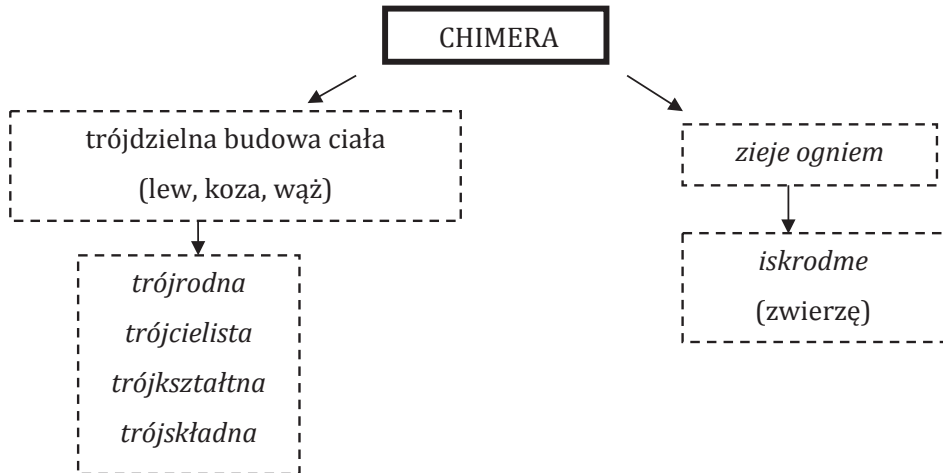 CHIMERA
trójdzielna budowa ciała
(lew, koza, wąż)
trójrodna
trójcielista
trójkształtna
trójskładna
zieje ogniem
iskrodme
(zwierzę)